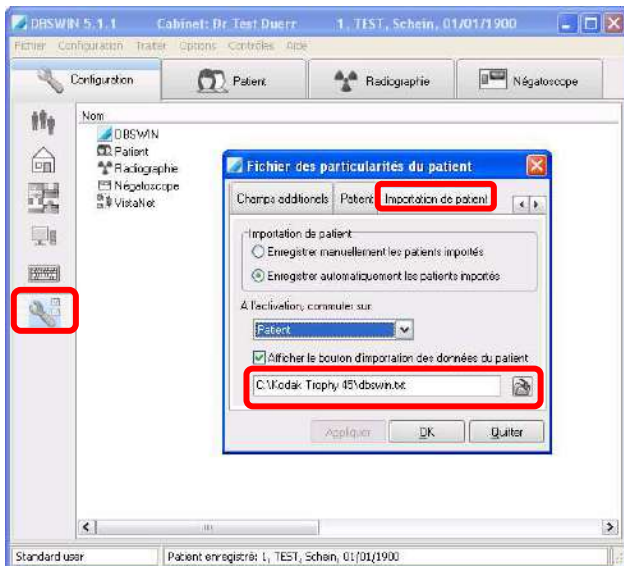 DBSWIN 5.1.1 Cabinet: Dr Test Duerr 1, TEST, Schein, 01/01/1900
Fichier Configuration Traiter Options Contrôles Aide
Configuration Patient Radiographie Négatoscope
Nom
DBSWIN
Patient
Radiographie
Négatoscope
VistaNet
Fichier des particularités du patient
Champs additionels Patient Importation de patient
Importation de patient
Enregistrer manuellement les patients importés
Enregistrer automatiquement les patients importés
A l'activation, commuter sur
Patient
Afficher le bouton d'importation des données du patient
C:\Kodak Trophy 45\dbswin.txt
Appliquer OK Quitter
Standard user Patient enregistré: 1, TEST, Schein, 01/01/1900